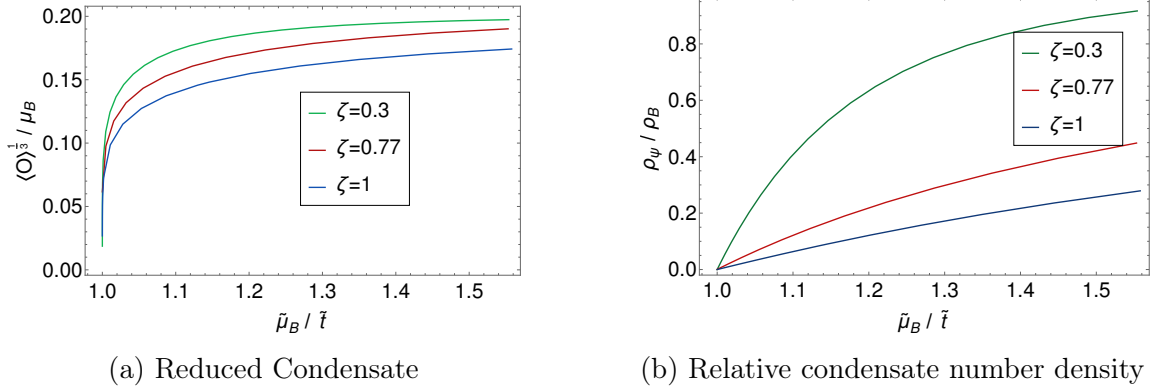 0.20
0.15
0.10
0.05
0.00
⟨O⟩^{1/3} / μ_B
ζ=0.3
ζ=0.77
ζ=1
1.0 1.1 1.2 1.3 1.4 1.5
μ̃_B / t̃
(a) Reduced Condensate
0.8
0.6
0.4
0.2
0.0
ρ_ψ / ρ_B
ζ=0.3
ζ=0.77
ζ=1
1.0 1.1 1.2 1.3 1.4 1.5
μ̃_B / t̃
(b) Relative condensate number density